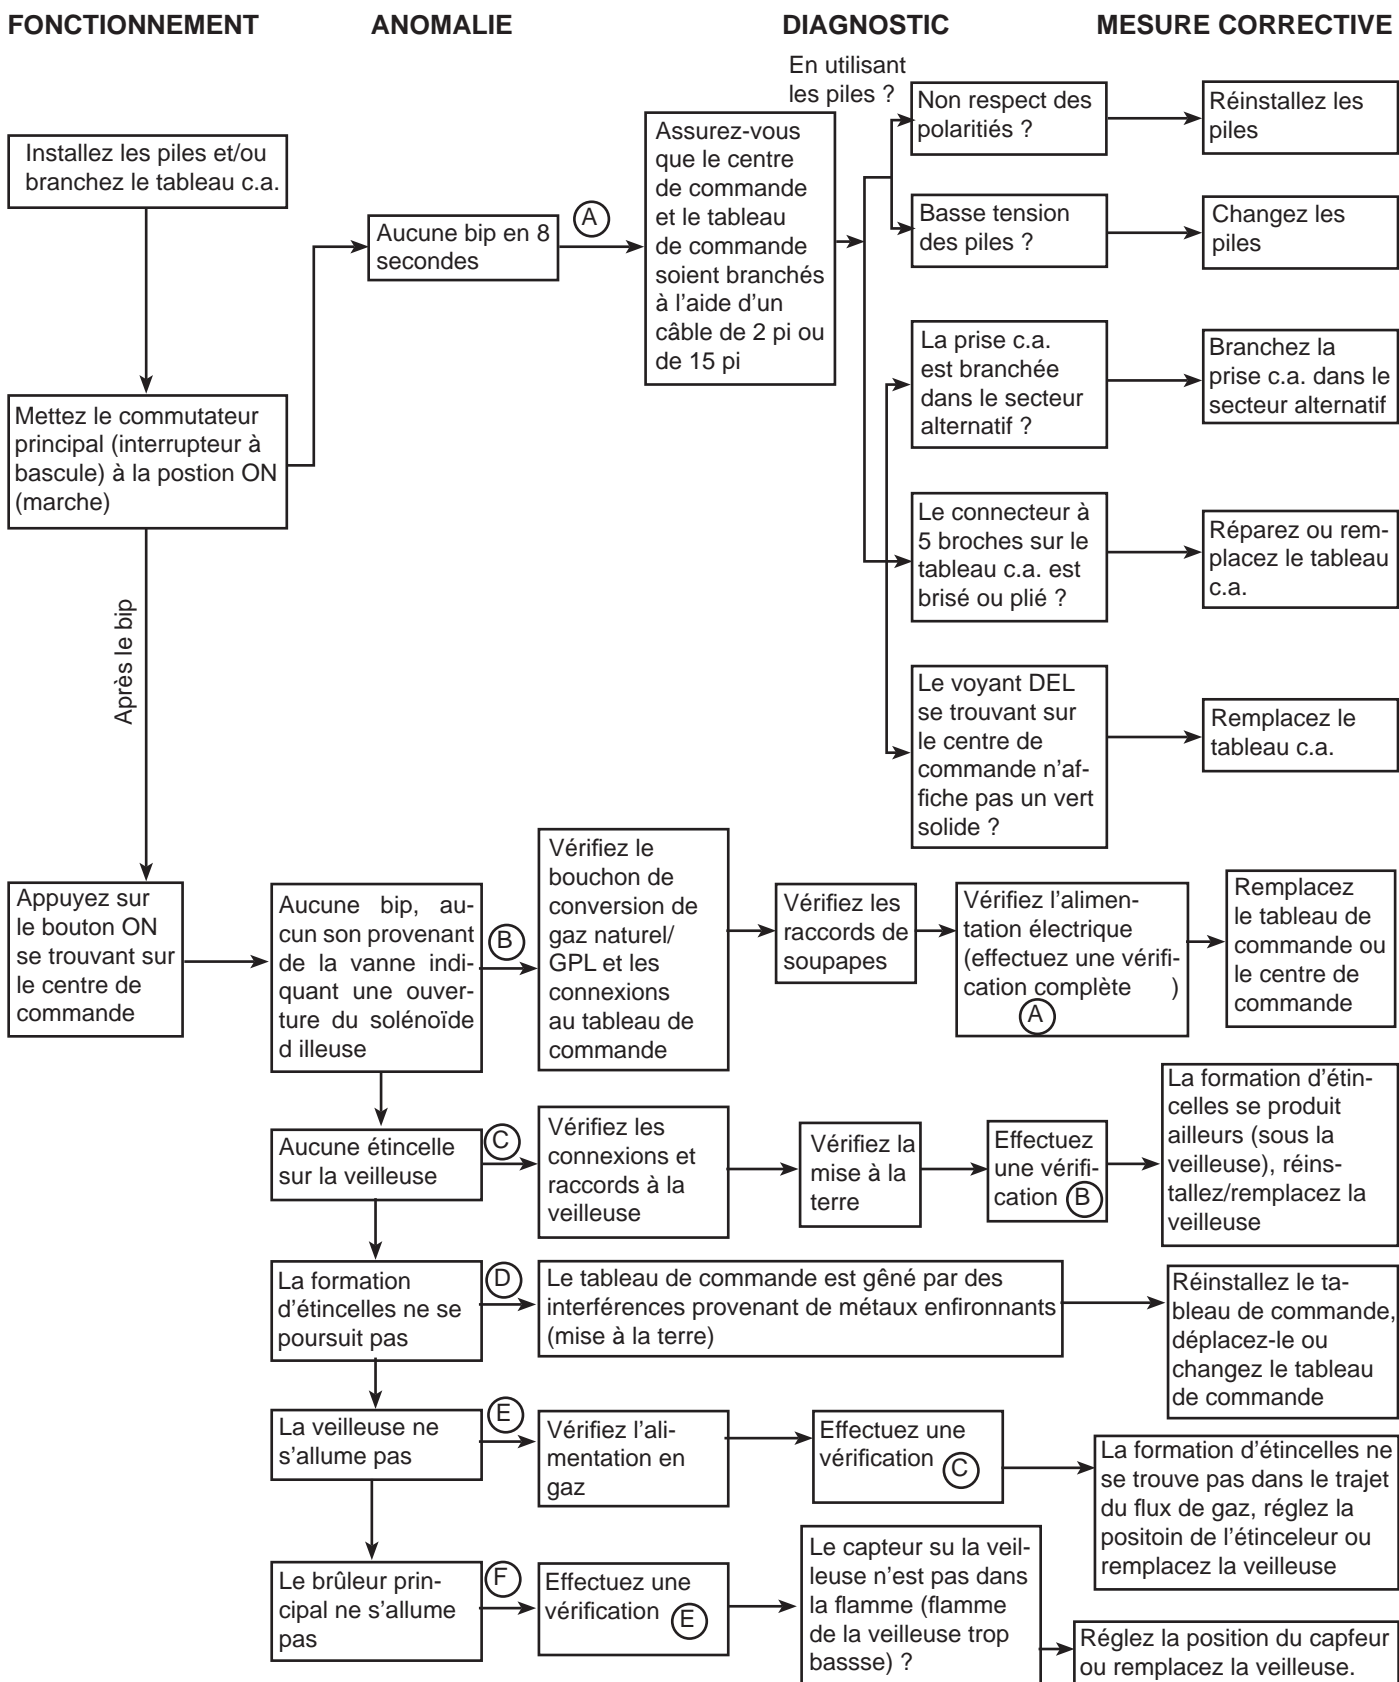 FONCTIONNEMENT ANOMALIE DIAGNOSTIC MESURE CORRECTIVE
Installez les piles et/ou
branchez le tableau c.a.
Mettez le commutateur
principal (interrupteur à
bascule) à la postion ON
(marche)
Aucune bip en 8
secondes
A
Assurez-vous
que le centre
de commande
et le tableau
de commande
soient branchés
à l'aide d'un
câble de 2 pi ou
de 15 pi
En utilisant
les piles ?
Non respect des
polaritiés ?
Réinstallez les
piles
Basse tension
des piles ?
Changez les
piles
La prise c.a.
est branchée
dans le secteur
alternatif ?
Branchez la
prise c.a. dans le
secteur alternatif
Le connecteur à
5 broches sur le
tableau c.a. est
brisé ou plié ?
Réparez ou rem-
placez le tableau
c.a.
Le voyant DEL
se trouvant sur
le centre de
commande n'af-
fiche pas un vert
solide ?
Remplacez le
tableau c.a.
Après le bip
Appuyez sur
le bouton ON
se trouvant sur
le centre de
commande
Aucune bip, au-
cun son provenant
de la vanne indi-
quant une ouver-
ture du solénoïde
d illeuse
B
Vérifiez le
bouchon de
conversion de
gaz naturel/
GPL et les
connexions
au tableau de
commande
Vérifiez les
raccords de
soupapes
Vérifiez l'alimen-
tation électrique
(effectuez une vérifi-
cation complète )
A
Remplacez
le tableau de
commande ou
le centre de
commande
Aucune étincelle
sur la veilleuse
C
Vérifiez les
connexions et
raccords à la
veilleuse
Vérifiez la
mise à la
terre
Effectuez
une vérifi-
cation B
La formation d'étin-
celles se produit
ailleurs (sous la
veilleuse), réins-
tallez/remplacez la
veilleuse
La formation
d'étincelles ne se
poursuit pas
D
Le tableau de commande est gêné par des
interférences provenant de métaux enfironnants
(mise à la terre)
Réinstallez le ta-
bleau de commande,
déplacez-le ou
changez le tableau
de commande
La veilleuse ne
s'allume pas
E
Vérifiez l'ali-
mentation en
gaz
Effectuez une
vérification C
La formation d'étincelles ne
se trouve pas dans le trajet
du flux de gaz, réglez la
positoin de l'étinceleur ou
remplacez la veilleuse
Le brûleur prin-
cipal ne s'allume
pas
F
Effectuez une
vérification E
Le capteur su la veil-
leuse n'est pas dans
la flamme (flamme
de la veilleuse trop
bassse) ?
Réglez la position du capfeur
ou remplacez la veilleuse.